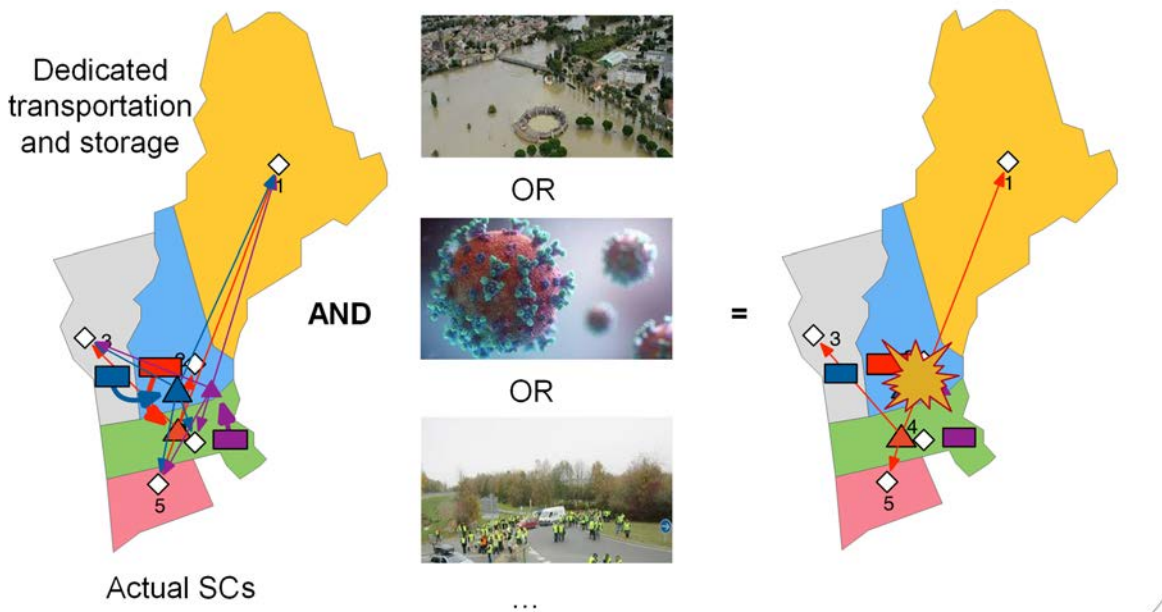 Dedicated
transportation
and storage
1
3
5
Actual SCs
AND
OR
OR
...
=
1
3
4
5